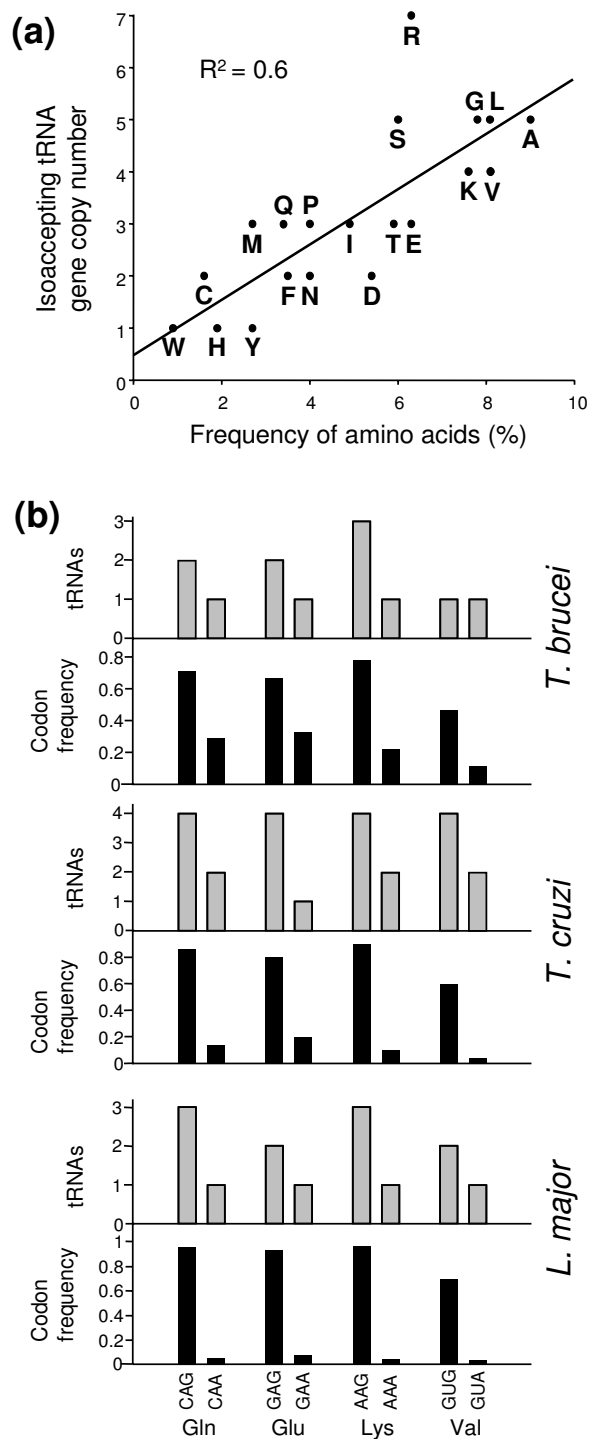 (a)
R² = 0.6
Isoaccepting tRNA
gene copy number
7
6
5
4
3
2
1
0
R
G L
S
A
K V
Q P
M
I
T E
C
F N
D
W
H
Y
0 2 4 6 8 10
Frequency of amino acids (%)
(b)
tRNAs
3
2
1
0
Codon
frequency
0.8
0.6
0.4
0.2
0
T. brucei
tRNAs
4
3
2
1
0
Codon
frequency
0.8
0.6
0.4
0.2
0
T. cruzi
tRNAs
3
2
1
0
Codon
frequency
1
0.8
0.6
0.4
0.2
0
L. major
CAG CAA GAG GAA AAG AAA GUG GUA
Gln Glu Lys Val